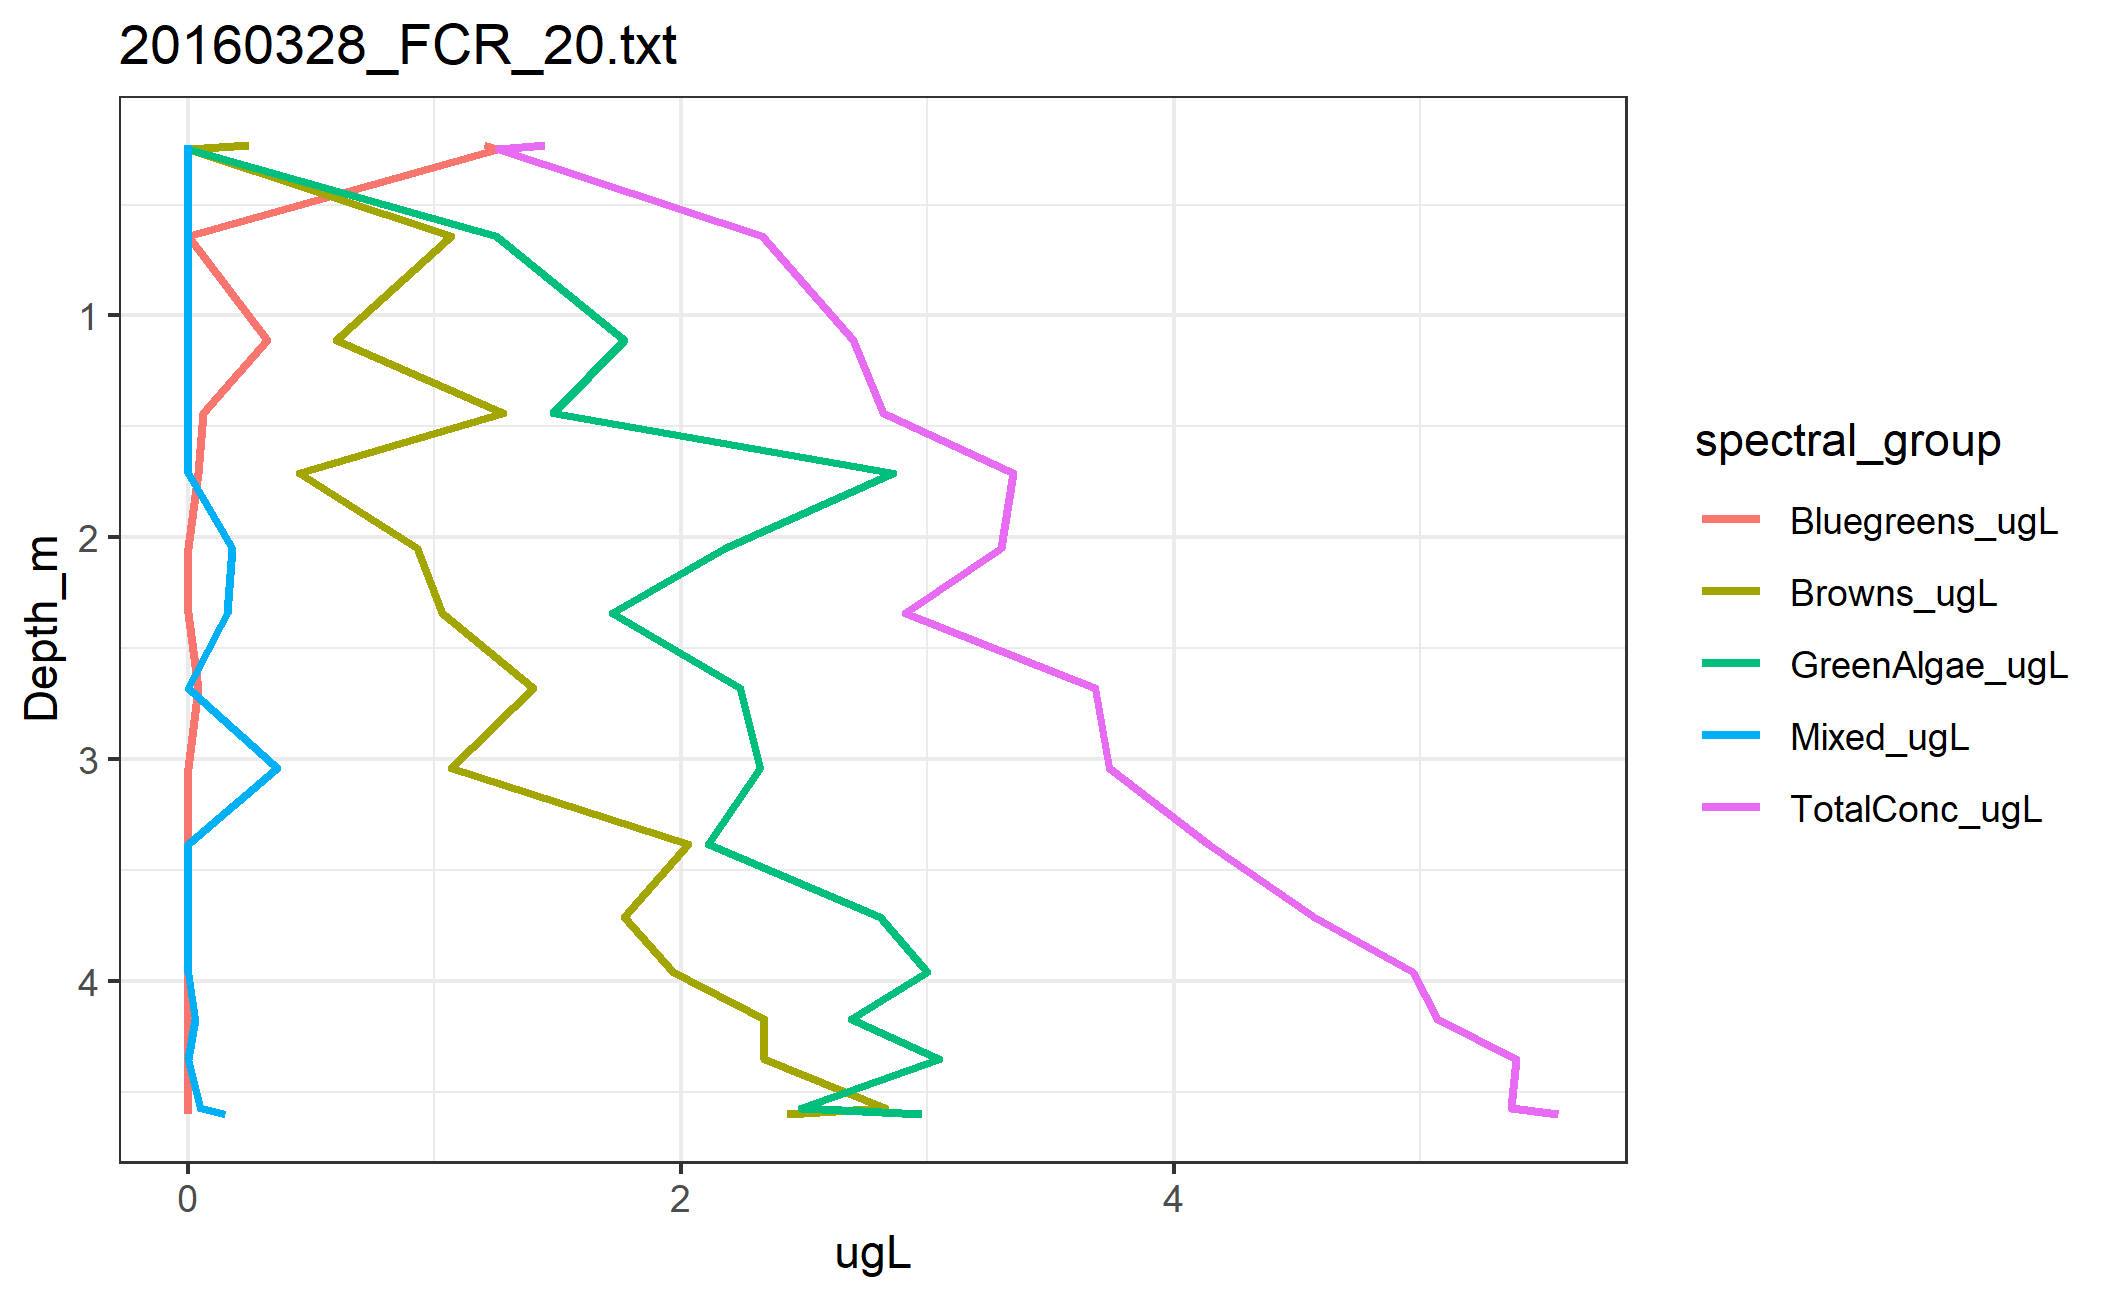 20160328_FCR_20.txt
Depth_m
1
2
3
4
0
2
4
ugL
spectral_group
Bluegreens_ugL
Browns_ugL
GreenAlgae_ugL
Mixed_ugL
TotalConc_ugL